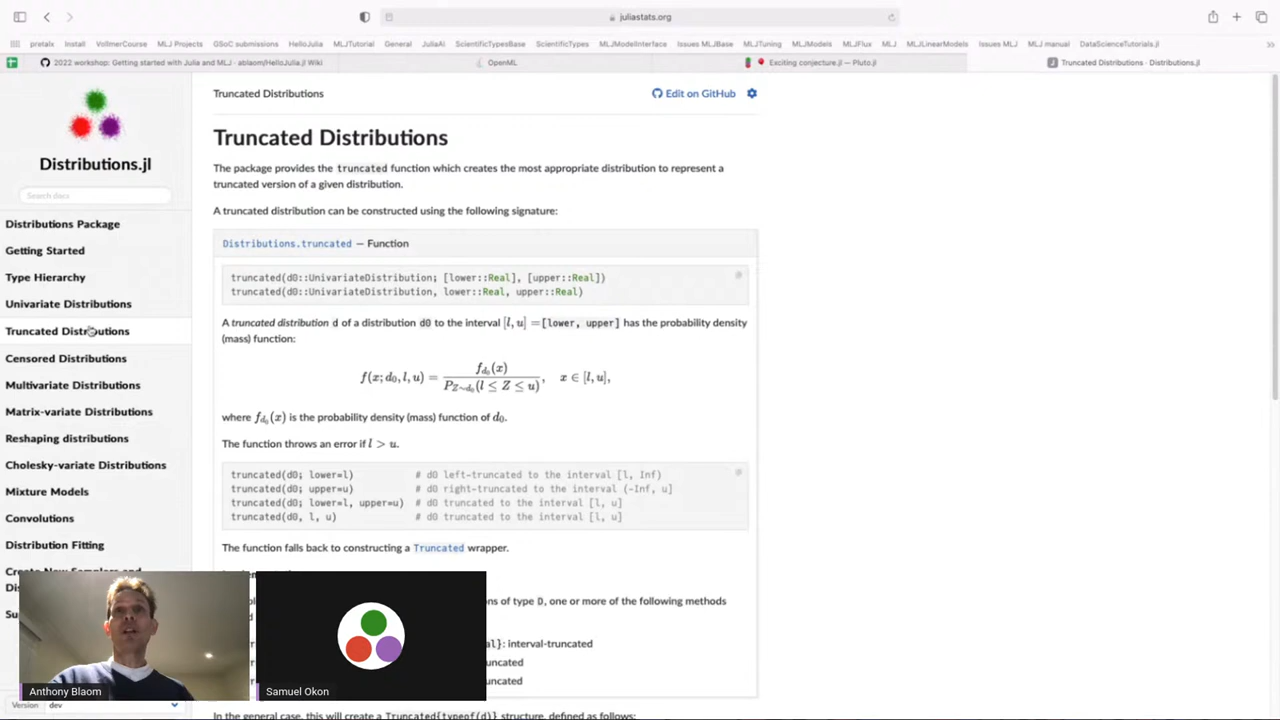 juliastats.org
pretalx Install VollmerCourse MLJ Projects GSoC submissions HelloJulia MLJTutorial General JuliaAI ScientificTypesBase ScientificTypes MLJModelInterface Issues MLJBase MLJTuning MLJModels MLJFlux MLJ MLJLinearModels Issues MLJ MLJ manual DataScienceTutorials.jl
2022 workshop: Getting started with Julia and MLJ - ablaom/HelloJulia.jl Wiki
OpenML
Exciting conjecture.jl — Pluto.jl
Truncated Distributions · Distributions.jl
Distributions.jl
Search docs
Distributions Package
Getting Started
Type Hierarchy
Univariate Distributions
Truncated Distributions
Censored Distributions
Multivariate Distributions
Matrix-variate Distributions
Reshaping distributions
Cholesky-variate Distributions
Mixture Models
Convolutions
Distribution Fitting
Version dev
Truncated Distributions
Edit on GitHub
Truncated Distributions
The package provides the truncated function which creates the most appropriate distribution to represent a
truncated version of a given distribution.
A truncated distribution can be constructed using the following signature:
Distributions.truncated — Function
truncated(d0::UnivariateDistribution; [lower::Real], [upper::Real])
truncated(d0::UnivariateDistribution, lower::Real, upper::Real)
A truncated distribution d of a distribution d0 to the interval [l, u] = [lower, upper] has the probability density
(mass) function:
f(x; d₀, l, u) = f_{d₀}(x) / P_{Z∼d₀}(l ≤ Z ≤ u), x ∈ [l, u],
where f_{d₀}(x) is the probability density (mass) function of d₀.
The function throws an error if l > u.
truncated(d0; lower=l) # d0 left-truncated to the interval [l, Inf)
truncated(d0; upper=u) # d0 right-truncated to the interval (-Inf, u]
truncated(d0; lower=l, upper=u) # d0 truncated to the interval [l, u]
truncated(d0, l, u) # d0 truncated to the interval [l, u]
The function falls back to constructing a Truncated wrapper.
ons of type D, one or more of the following methods
: interval-truncated
In the general case, this will create a Truncated{typeof(d)} structure, defined as follows:
Anthony Blaom
Samuel Okon